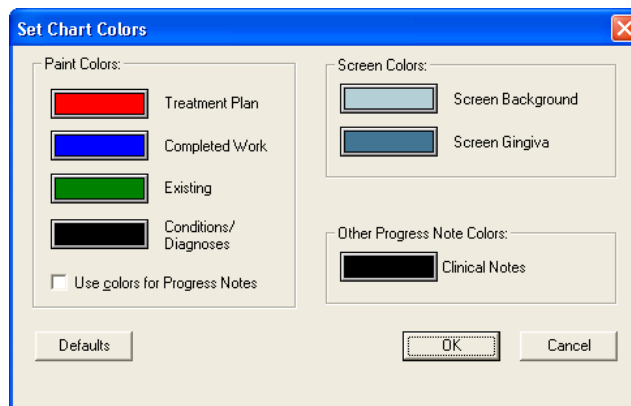 Set Chart Colors
Paint Colors:
Treatment Plan
Completed Work
Existing
Conditions/
Diagnoses
Use colors for Progress Notes
Screen Colors:
Screen Background
Screen Gingiva
Other Progress Note Colors:
Clinical Notes
Defaults
OK
Cancel